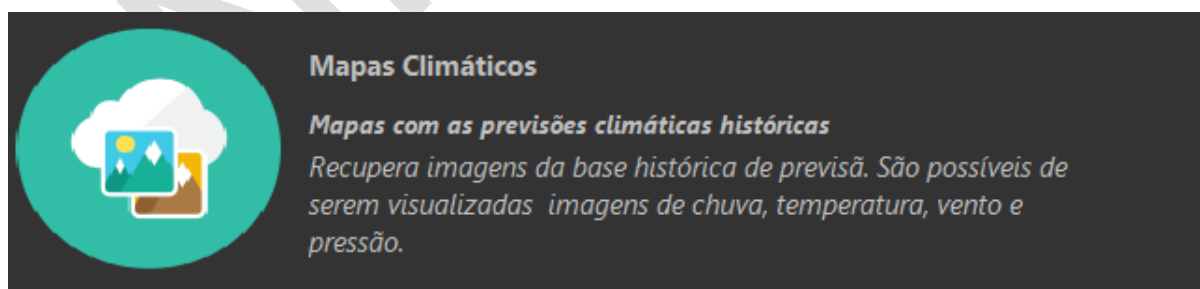 Mapas Climáticos
Mapas com as previsões climáticas históricas
Recupera imagens da base histórica de previsã. São possíveis de
serem visualizadas  imagens de chuva, temperatura, vento e
pressão.